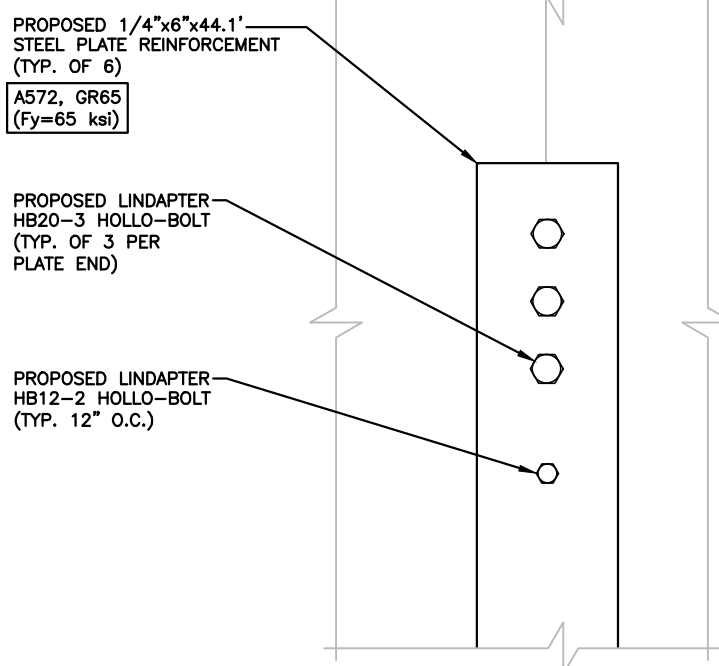 PROPOSED 1/4"x6"x44.1'
STEEL PLATE REINFORCEMENT
(TYP. OF 6)
A572, GR65
(Fy=65 ksi)
PROPOSED LINDAPTER
HB20-3 HOLLO-BOLT
(TYP. OF 3 PER
PLATE END)
PROPOSED LINDAPTER
HB12-2 HOLLO-BOLT
(TYP. 12" O.C.)